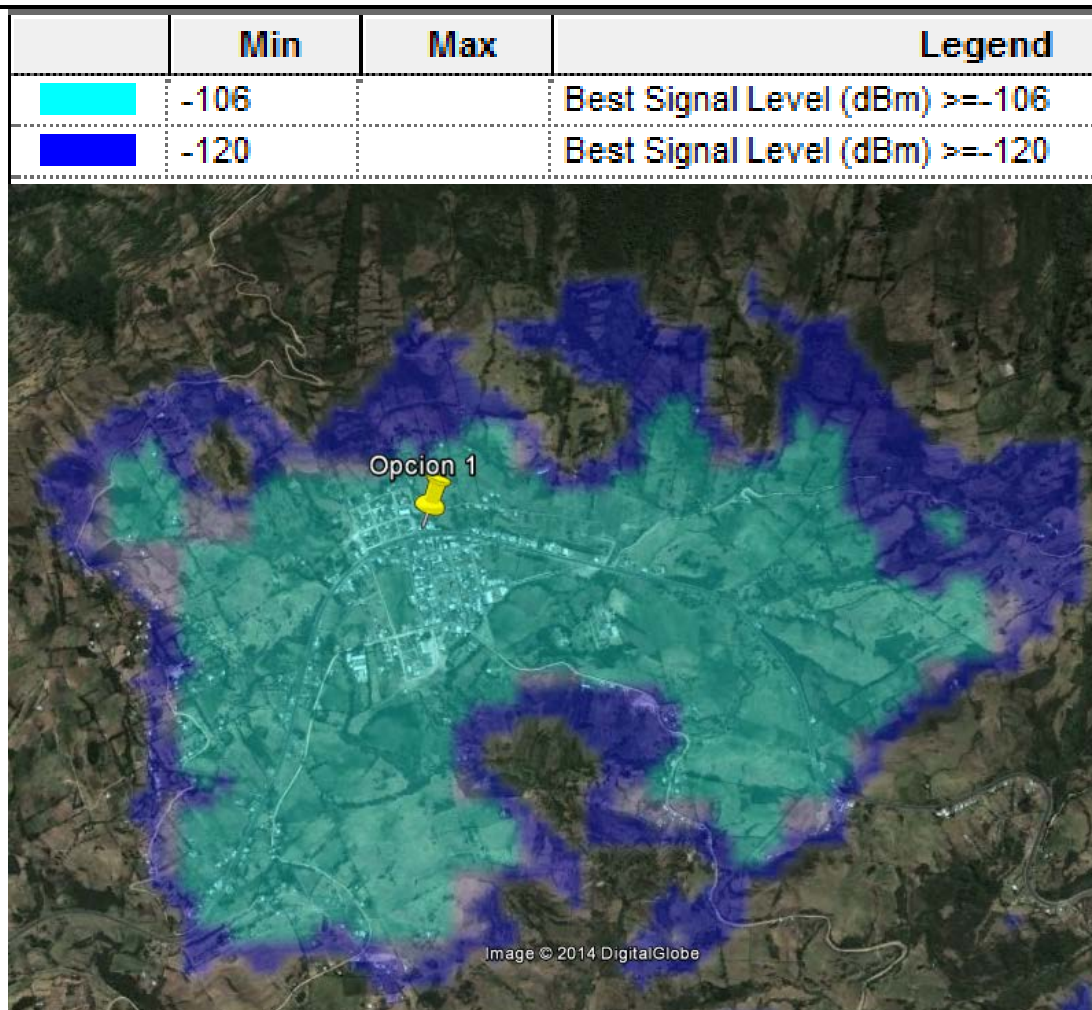 Min Max Legend
-106 Best Signal Level (dBm) >=-106
-120 Best Signal Level (dBm) >=-120
Opcion 1
Image © 2014 DigitalGlobe